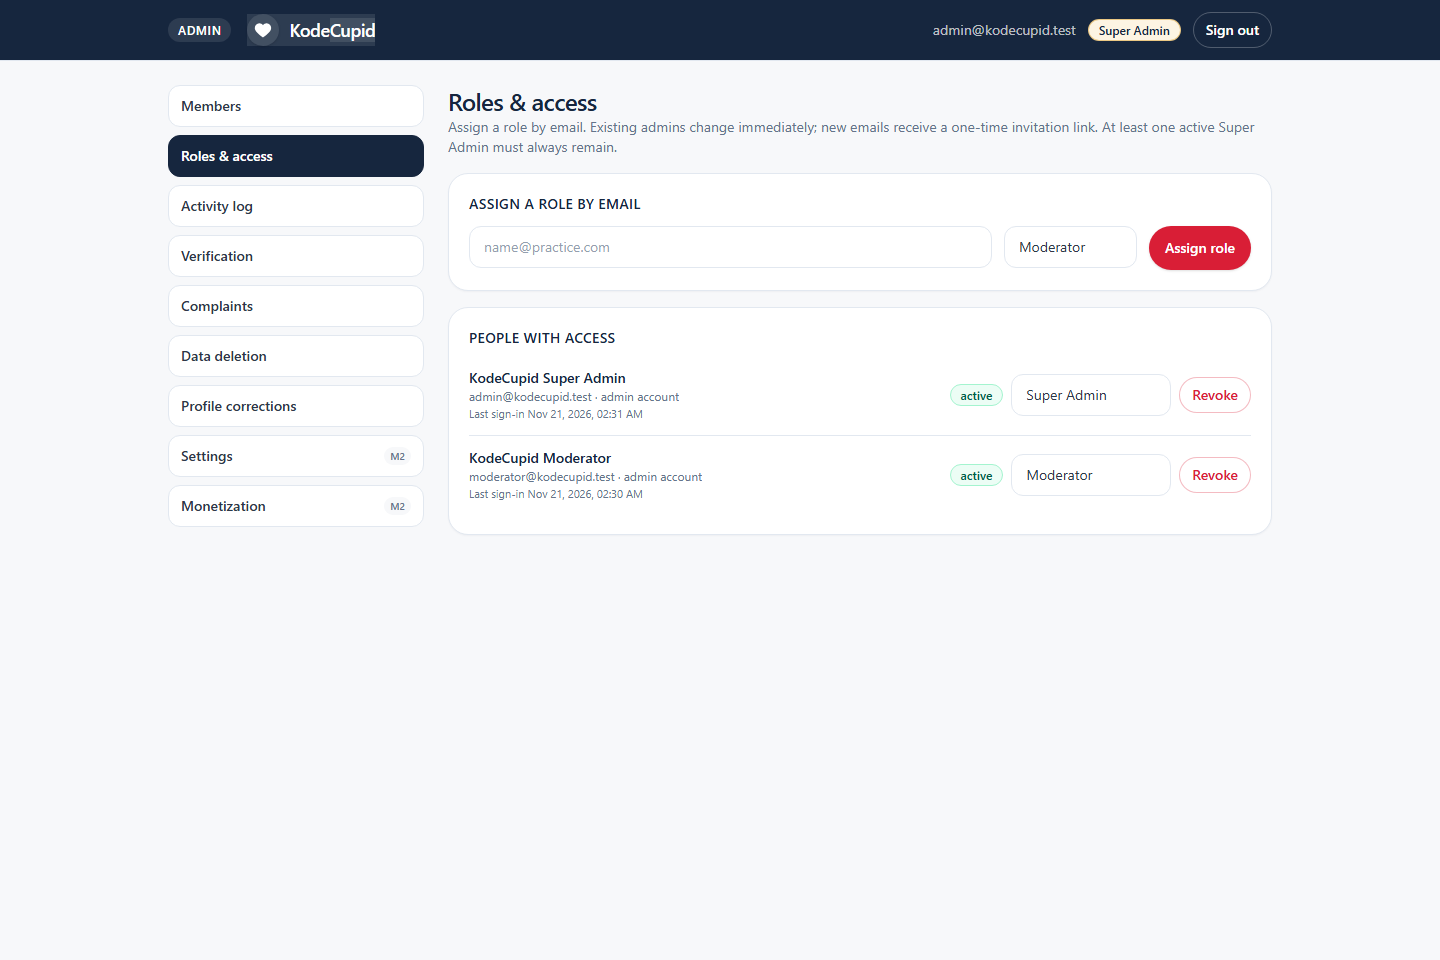 ADMIN
KodeCupid
admin@kodecupid.test
Super Admin
Sign out
Members
Roles & access
Activity log
Verification
Complaints
Data deletion
Profile corrections
Settings
M2
Monetization
M2
Roles & access
Assign a role by email. Existing admins change immediately; new emails receive a one-time invitation link. At least one active Super
Admin must always remain.
ASSIGN A ROLE BY EMAIL
name@practice.com
Moderator
Assign role
PEOPLE WITH ACCESS
KodeCupid Super Admin
admin@kodecupid.test · admin account
Last sign-in Nov 21, 2026, 02:31 AM
active
Super Admin
Revoke
KodeCupid Moderator
moderator@kodecupid.test · admin account
Last sign-in Nov 21, 2026, 02:30 AM
active
Moderator
Revoke